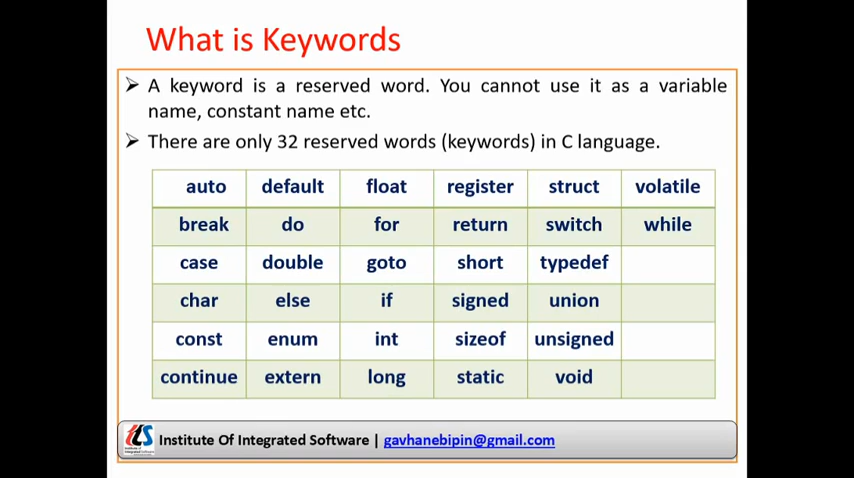 What is Keywords
➢ A keyword is a reserved word. You cannot use it as a variable
name, constant name etc.
➢ There are only 32 reserved words (keywords) in C language.
auto default float register struct volatile
break do for return switch while
case double goto short typedef
char else if signed union
const enum int sizeof unsigned
continue extern long static void
Institute Of Integrated Software | gavhanebipin@gmail.com